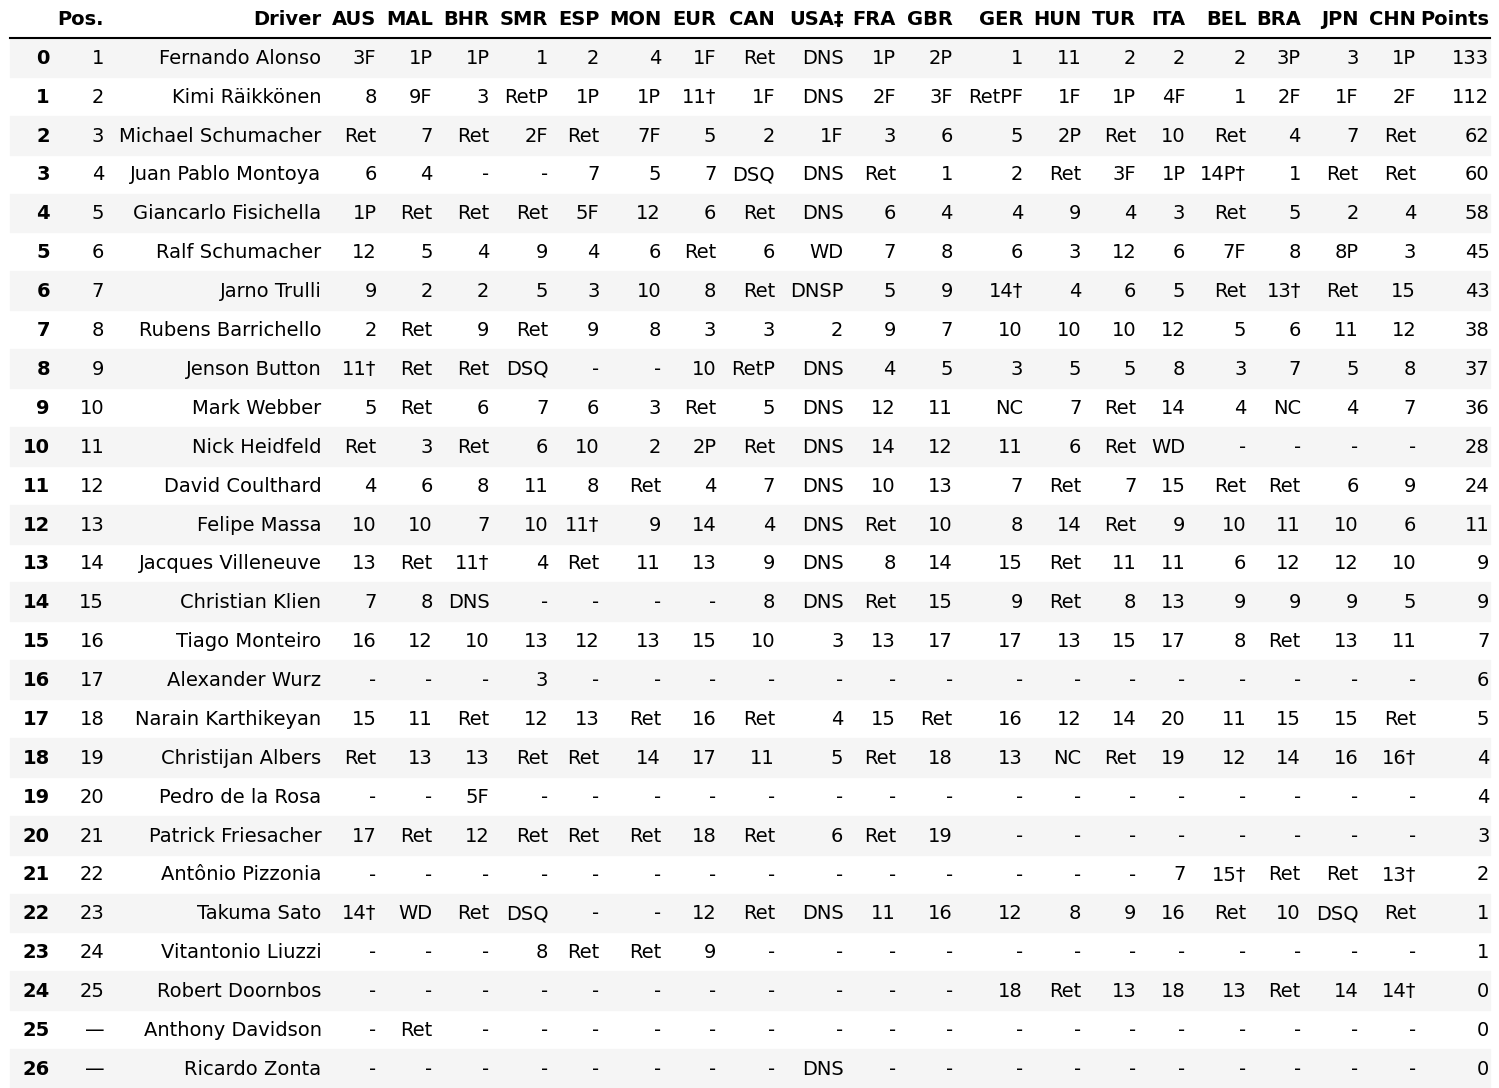 Pos. Driver AUS MAL BHR SMR ESP MON EUR CAN USA‡ FRA GBR GER HUN TUR ITA BEL BRA JPN CHN Points
0 1 Fernando Alonso 3F 1P 1P 1 2 4 1F Ret DNS 1P 2P 1 11 2 2 2 3P 3 1P 133
1 2 Kimi Räikkönen 8 9F 3 RetP 1P 1P 11† 1F DNS 2F 3F RetPF 1F 1P 4F 1 2F 1F 2F 112
2 3 Michael Schumacher Ret 7 Ret 2F Ret 7F 5 2 1F 3 6 5 2P Ret 10 Ret 4 7 Ret 62
3 4 Juan Pablo Montoya 6 4 - - 7 5 7 DSQ DNS Ret 1 2 Ret 3F 1P 14P† 1 Ret Ret 60
4 5 Giancarlo Fisichella 1P Ret Ret Ret 5F 12 6 Ret DNS 6 4 4 9 4 3 Ret 5 2 4 58
5 6 Ralf Schumacher 12 5 4 9 4 6 Ret 6 WD 7 8 6 3 12 6 7F 8 8P 3 45
6 7 Jarno Trulli 9 2 2 5 3 10 8 Ret DNSP 5 9 14† 4 6 5 Ret 13† Ret 15 43
7 8 Rubens Barrichello 2 Ret 9 Ret 9 8 3 3 2 9 7 10 10 10 12 5 6 11 12 38
8 9 Jenson Button 11† Ret Ret DSQ - - 10 RetP DNS 4 5 3 5 5 8 3 7 5 8 37
9 10 Mark Webber 5 Ret 6 7 6 3 Ret 5 DNS 12 11 NC 7 Ret 14 4 NC 4 7 36
10 11 Nick Heidfeld Ret 3 Ret 6 10 2 2P Ret DNS 14 12 11 6 Ret WD - - - - 28
11 12 David Coulthard 4 6 8 11 8 Ret 4 7 DNS 10 13 7 Ret 7 15 Ret Ret 6 9 24
12 13 Felipe Massa 10 10 7 10 11† 9 14 4 DNS Ret 10 8 14 Ret 9 10 11 10 6 11
13 14 Jacques Villeneuve 13 Ret 11† 4 Ret 11 13 9 DNS 8 14 15 Ret 11 11 6 12 12 10 9
14 15 Christian Klien 7 8 DNS - - - - 8 DNS Ret 15 9 Ret 8 13 9 9 9 5 9
15 16 Tiago Monteiro 16 12 10 13 12 13 15 10 3 13 17 17 13 15 17 8 Ret 13 11 7
16 17 Alexander Wurz - - - 3 - - - - - - - - - - - - - - - 6
17 18 Narain Karthikeyan 15 11 Ret 12 13 Ret 16 Ret 4 15 Ret 16 12 14 20 11 15 15 Ret 5
18 19 Christijan Albers Ret 13 13 Ret Ret 14 17 11 5 Ret 18 13 NC Ret 19 12 14 16 16† 4
19 20 Pedro de la Rosa - - 5F - - - - - - - - - - - - - - - - 4
20 21 Patrick Friesacher 17 Ret 12 Ret Ret Ret 18 Ret 6 Ret 19 - - - - - - - - 3
21 22 Antônio Pizzonia - - - - - - - - - - - - - - 7 15† Ret Ret 13† 2
22 23 Takuma Sato 14† WD Ret DSQ - - 12 Ret DNS 11 16 12 8 9 16 Ret 10 DSQ Ret 1
23 24 Vitantonio Liuzzi - - - 8 Ret Ret 9 - - - - - - - - - - - - 1
24 25 Robert Doornbos - - - - - - - - - - - 18 Ret 13 18 13 Ret 14 14† 0
25 — Anthony Davidson - Ret - - - - - - - - - - - - - - - - - 0
26 — Ricardo Zonta - - - - - - - - DNS - - - - - - - - - - 0